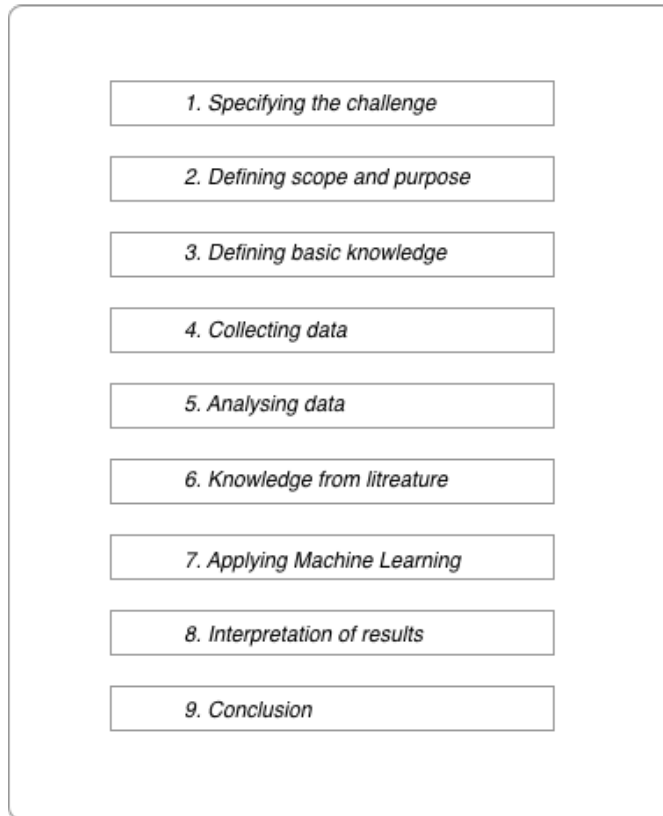 1. Specifying the challenge
2. Defining scope and purpose
3. Defining basic knowledge
4. Collecting data
5. Analysing data
6. Knowledge from litreature
7. Applying Machine Learning
8. Interpretation of results
9. Conclusion